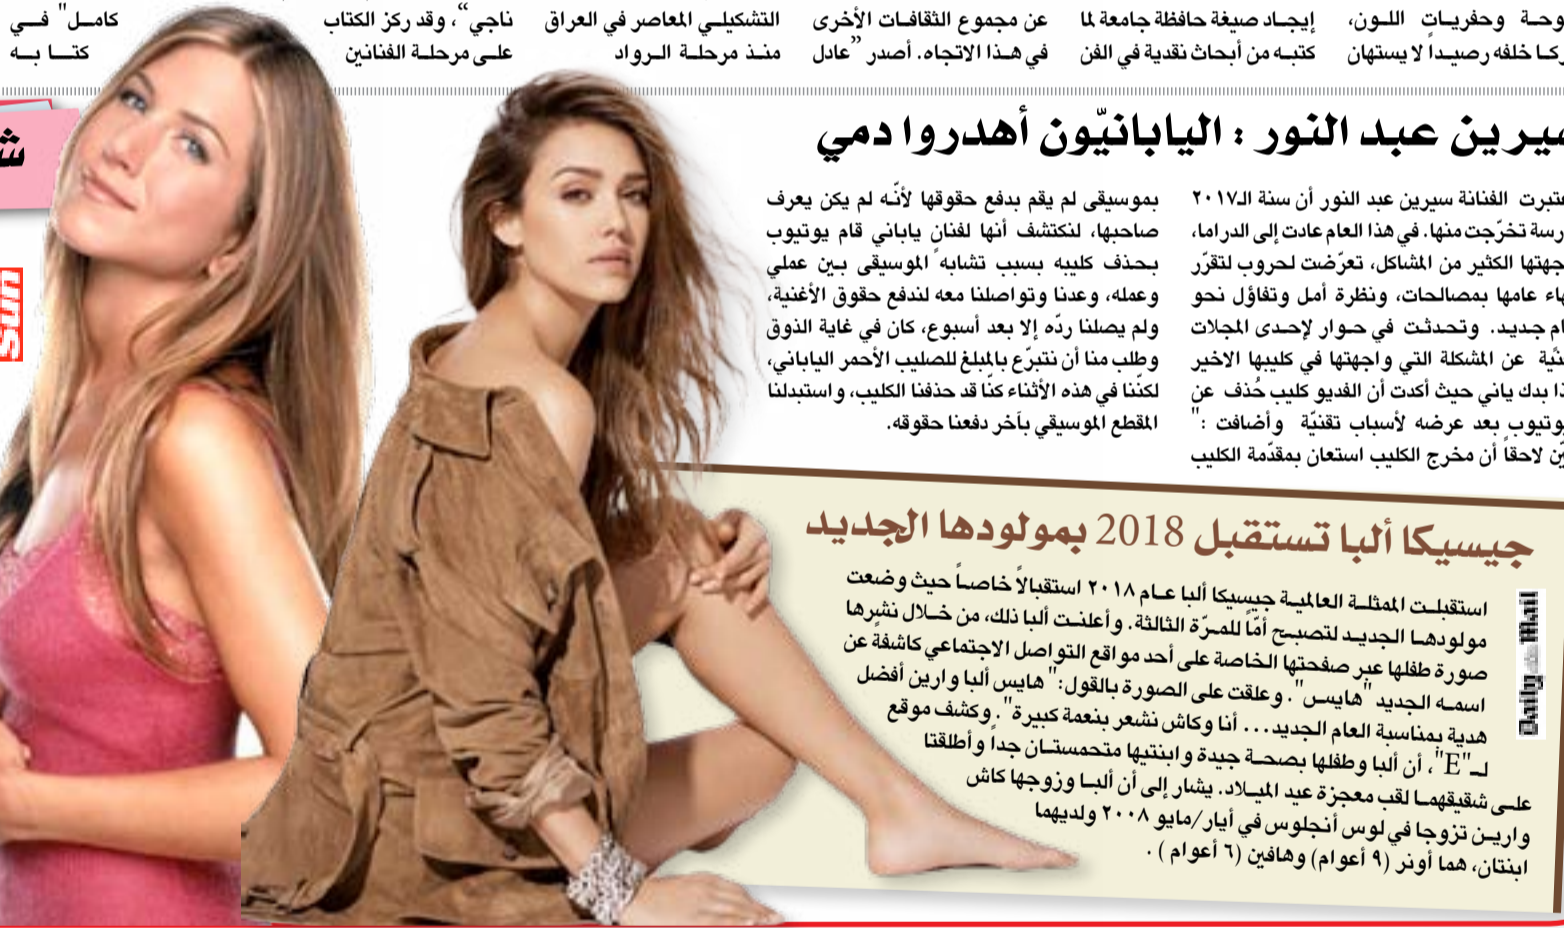 وحة وحفريات اللون،
ركا خلفه رصيداً لا يستهان
إيجاد صيغة حافظة جامعة لما
كتبه من أبحاث نقدية في الفن
عن مجموع الثقافات الأخرى
في هذا الاتجاه. أصدر "عادل
التشكيلي المعاصر في العراق
منذ مرحلة الرواد
ناجي"، وقد ركز الكتاب
على مرحلة الفنانين
كامل" في
كتابه
سيرين عبد النور : اليابانيّون أهدروا دمي
عتبرت الفنانة سيرين عبد النور أن سنة الـ٢٠١٧
رسة تخرّجت منها. في هذا العام عادت إلى الدراما،
جهتها الكثير من المشاكل، تعرّضت لحروب لتقرّر
هاء عامها بمصالحات، ونظرة أمل وتفاؤل نحو
ام جديد. وتحدثت في حوار لإحدى المجلات
نّية عن المشكلة التي واجهتها في كليبها الاخير
ذا بدك ياني حيث أكدت أن الفديو كليب حُذف عن
يوتيوب بعد عرضه لأسباب تقنيّة وأضافت :"
يّن لاحقاً أن مخرج الكليب استعان بمقدّمة الكليب
بموسيقى لم يقم بدفع حقوقها لأنّه لم يكن يعرف
صاحبها، لنكتشف أنها لفنان ياباني قام يوتيوب
بحذف كليبه بسبب تشابه الموسيقى بين عملي
وعمله، وعدنا وتواصلنا معه لندفع حقوق الأغنية،
ولم يصلنا ردّه إلا بعد أسبوع، كان في غاية الذوق
وطلب منا أن نتبرّع بالمبلغ للصليب الأحمر الياباني،
لكنّنا في هذه الأثناء كنّا قد حذفنا الكليب، واستبدلنا
المقطع الموسيقي بآخر دفعنا حقوقه.
جيسيكا ألبا تستقبل 2018 بمولودها الجديد
Daily Mail
استقبلت الممثلة العالمية جيسيكا ألبا عام ٢٠١٨ استقبالاً خاصاً حيث وضعت
مولودها الجديد لتصبح أمّاً للمرّة الثالثة. وأعلنت ألبا ذلك، من خلال نشرها
صورة طفلها عبر صفحتها الخاصة على أحد مواقع التواصل الاجتماعي كاشفة عن
اسمه الجديد "هايس". وعلقت على الصورة بالقول:" هايس ألبا وارين أفضل
هدية بمناسبة العام الجديد... أنا وكاش نشعر بنعمة كبيرة". وكشف موقع
لـ"E"، أن ألبا وطفلها بصحة جيدة وابنتيها متحمستان جداً وأطلقتا
على شقيقهما لقب معجزة عيد الميلاد. يشار إلى أن ألبا وزوجها كاش
وارين تزوجا في لوس أنجلوس في أيار/مايو ٢٠٠٨ ولديهما
ابنتان، هما أونر (٩ أعوام) وهافين (٦ أعوام ) .
ش
sun